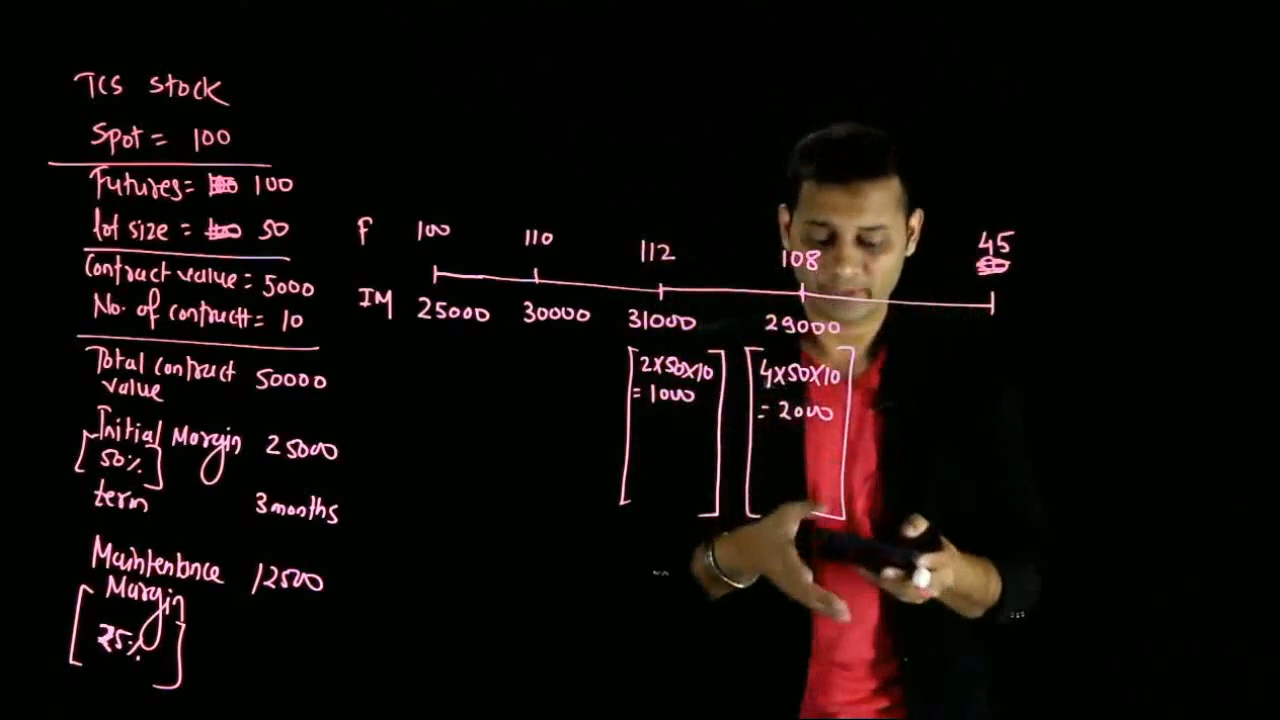 TCS stock
Spot = 100
Futures = 100
lot size = 50
Contract value = 5000
No. of contract = 10
Total contract value 50000
Initial Margin 25000
[50%]
term 3 months
Maintenance Margin 12500
[25%]
F 100 110 112 108 45
IM 25000 30000 31000 29000
[2X50X10
= 1000]
[4X50X10
= 2000]